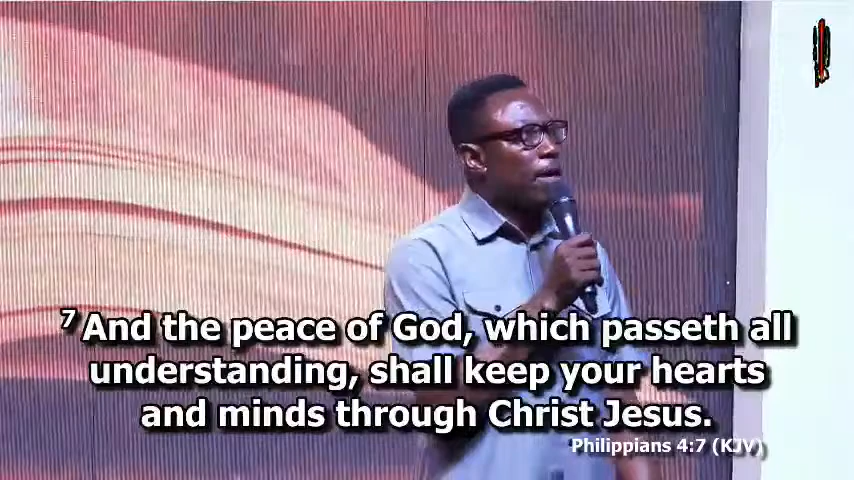 7 And the peace of God, which passeth all
understanding, shall keep your hearts
and minds through Christ Jesus.
Philippians 4:7 (KJV)